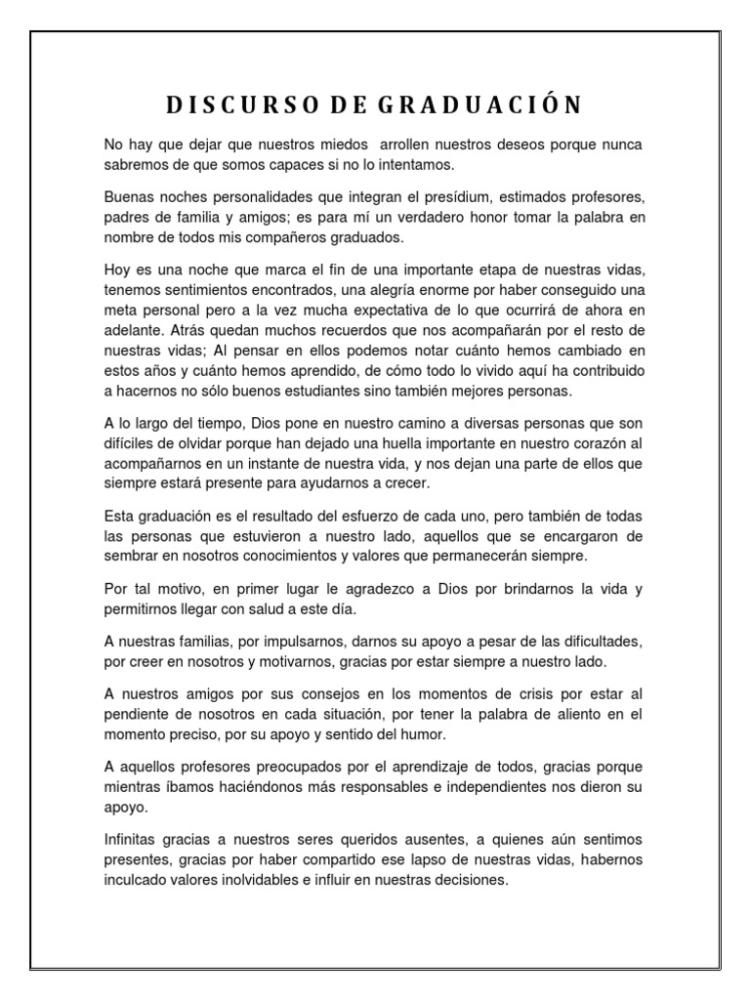 DISCURSO DE GRADUACIÓN
No hay que dejar que nuestros miedos  arrollen nuestros deseos porque nunca
sabremos de que somos capaces si no lo intentamos.
Buenas noches personalidades que integran el presídium, estimados profesores,
padres de familia y amigos; es para mí un verdadero honor tomar la palabra en
nombre de todos mis compañeros graduados.
Hoy es una noche que marca el fin de una importante etapa de nuestras vidas,
tenemos sentimientos encontrados, una alegría enorme por haber conseguido una
meta personal pero a la vez mucha expectativa de lo que ocurrirá de ahora en
adelante. Atrás quedan muchos recuerdos que nos acompañarán por el resto de
nuestras vidas; Al pensar en ellos podemos notar cuánto hemos cambiado en
estos años y cuánto hemos aprendido, de cómo todo lo vivido aquí ha contribuido
a hacernos no sólo buenos estudiantes sino también mejores personas.
A lo largo del tiempo, Dios pone en nuestro camino a diversas personas que son
difíciles de olvidar porque han dejado una huella importante en nuestro corazón al
acompañarnos en un instante de nuestra vida, y nos dejan una parte de ellos que
siempre estará presente para ayudarnos a crecer.
Esta graduación es el resultado del esfuerzo de cada uno, pero también de todas
las personas que estuvieron a nuestro lado, aquellos que se encargaron de
sembrar en nosotros conocimientos y valores que permanecerán siempre.
Por tal motivo, en primer lugar le agradezco a Dios por brindarnos la vida y
permitirnos llegar con salud a este día.
A nuestras familias, por impulsarnos, darnos su apoyo a pesar de las dificultades,
por creer en nosotros y motivarnos, gracias por estar siempre a nuestro lado.
A nuestros amigos por sus consejos en los momentos de crisis por estar al
pendiente de nosotros en cada situación, por tener la palabra de aliento en el
momento preciso, por su apoyo y sentido del humor.
A aquellos profesores preocupados por el aprendizaje de todos, gracias porque
mientras íbamos haciéndonos más responsables e independientes nos dieron su
apoyo.
Infinitas gracias a nuestros seres queridos ausentes, a quienes aún sentimos
presentes, gracias por haber compartido ese lapso de nuestras vidas, habernos
inculcado valores inolvidables e influir en nuestras decisiones.